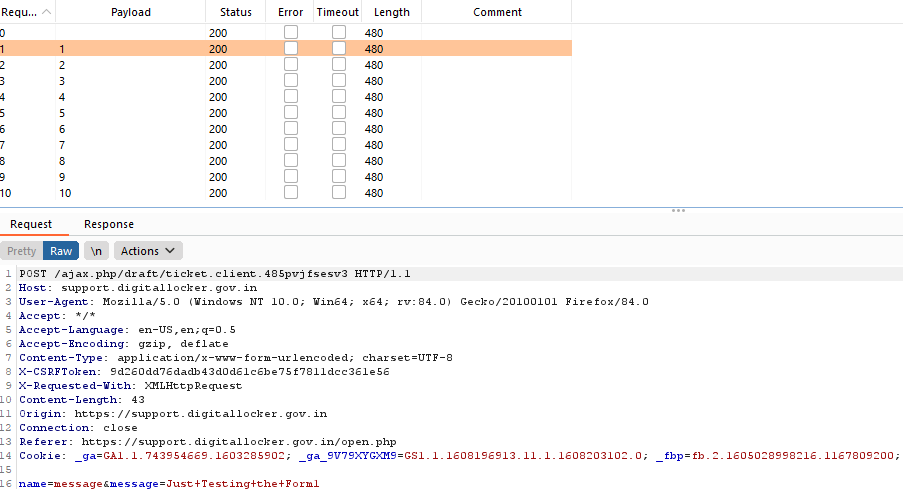 Requ... Payload Status Error Timeout Length Comment
0 200 480
1 1 200 480
2 2 200 480
3 3 200 480
4 4 200 480
5 5 200 480
6 6 200 480
7 7 200 480
8 8 200 480
9 9 200 480
10 10 200 480
Request Response
Pretty Raw \n Actions
1 POST /ajax.php/draft/ticket.client.485pvjfsesv3 HTTP/1.1
2 Host: support.digitallocker.gov.in
3 User-Agent: Mozilla/5.0 (Windows NT 10.0; Win64; x64; rv:84.0) Gecko/20100101 Firefox/84.0
4 Accept: */*
5 Accept-Language: en-US,en;q=0.5
6 Accept-Encoding: gzip, deflate
7 Content-Type: application/x-www-form-urlencoded; charset=UTF-8
8 X-CSRFToken: 9d260dd76dadb43d0d61c6be75f7811dcc361e56
9 X-Requested-With: XMLHttpRequest
10 Content-Length: 43
11 Origin: https://support.digitallocker.gov.in
12 Connection: close
13 Referer: https://support.digitallocker.gov.in/open.php
14 Cookie: _ga=GA1.1.743954669.1603285902; _ga_9V79XYGXM9=GS1.1.1608196913.11.1.1608203102.0; _fbp=fb.2.1605028998216.1167809200;
15
16 name=message&message=Just+Testing+the+Form1